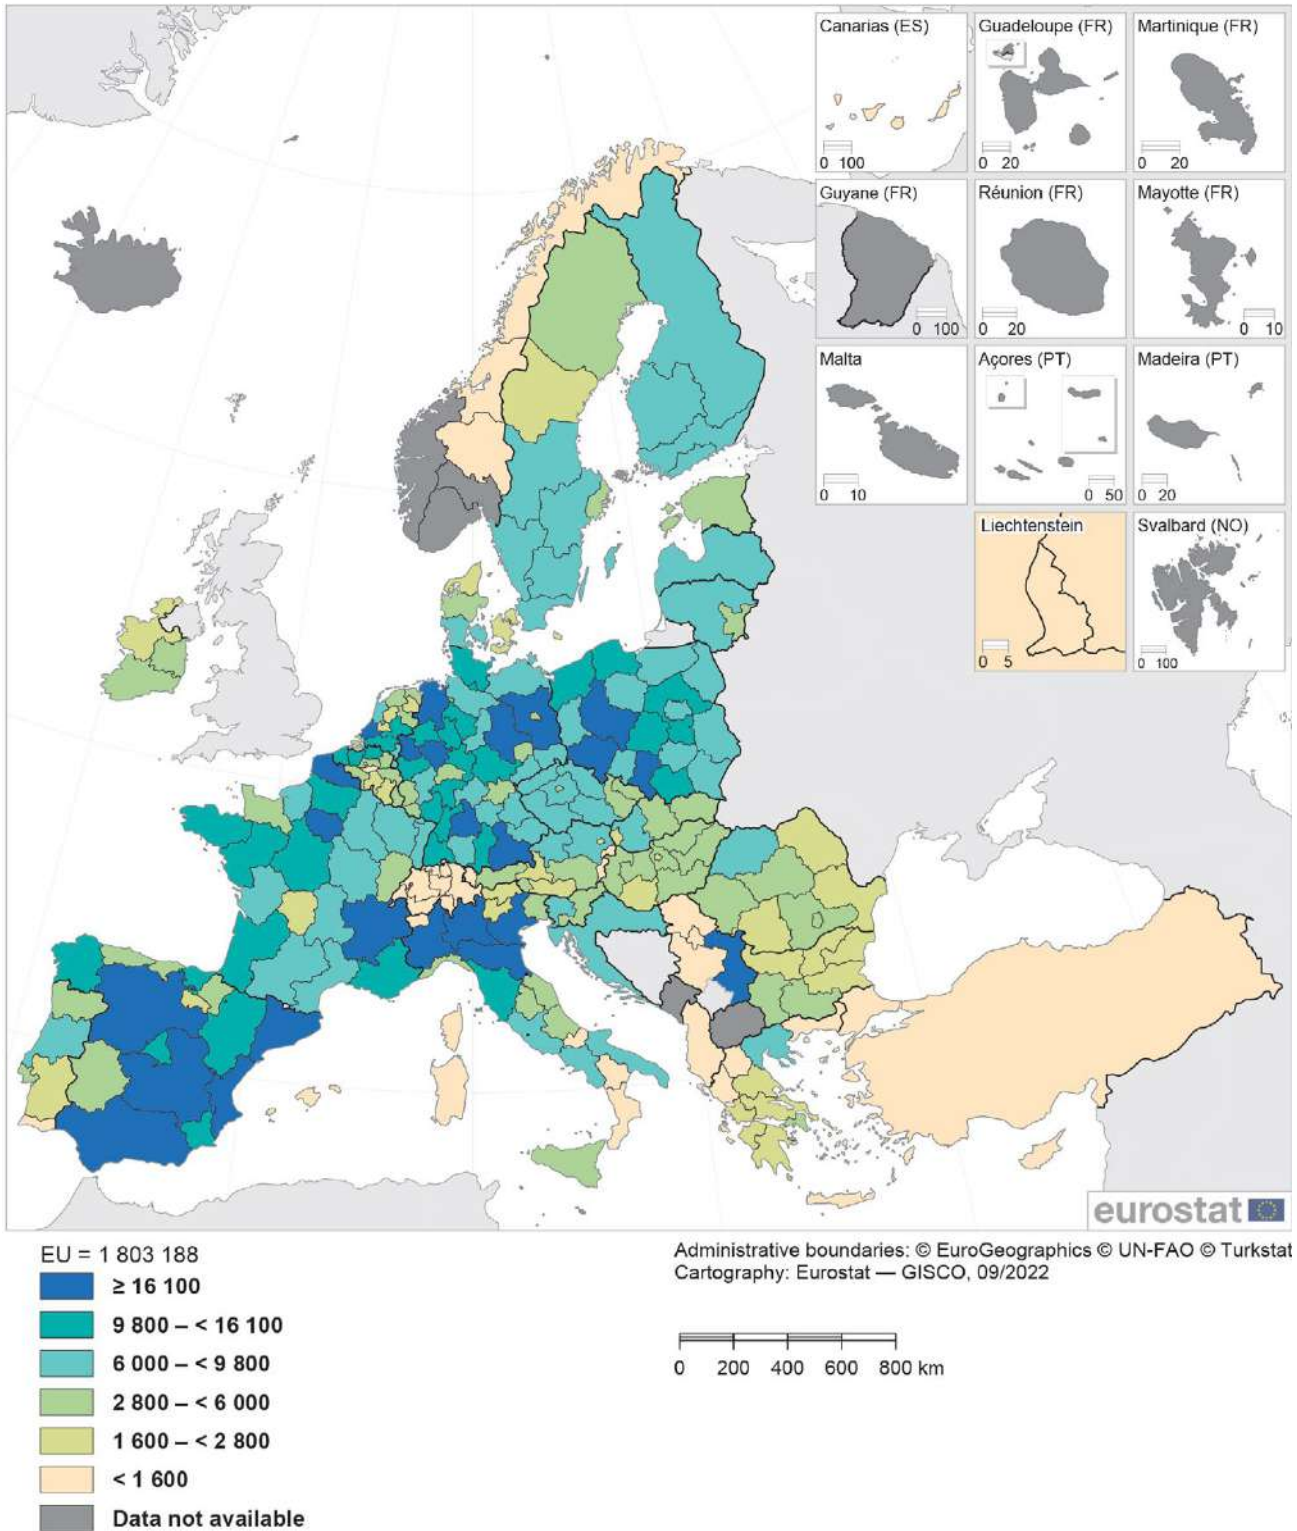 Canarias (ES)
0 100
Guadeloupe (FR)
0 20
Martinique (FR)
0 20
Guyane (FR)
0 100
Réunion (FR)
0 20
Mayotte (FR)
0 10
Malta
0 10
Açores (PT)
0 50
Madeira (PT)
0 20
Liechtenstein
0 5
Svalbard (NO)
0 100
eurostat
EU = 1 803 188
≥ 16 100
9 800 – < 16 100
6 000 – < 9 800
2 800 – < 6 000
1 600 – < 2 800
< 1 600
Data not available
Administrative boundaries: © EuroGeographics © UN-FAO © Turkstat
Cartography: Eurostat — GISCO, 09/2022
0 200 400 600 800 km